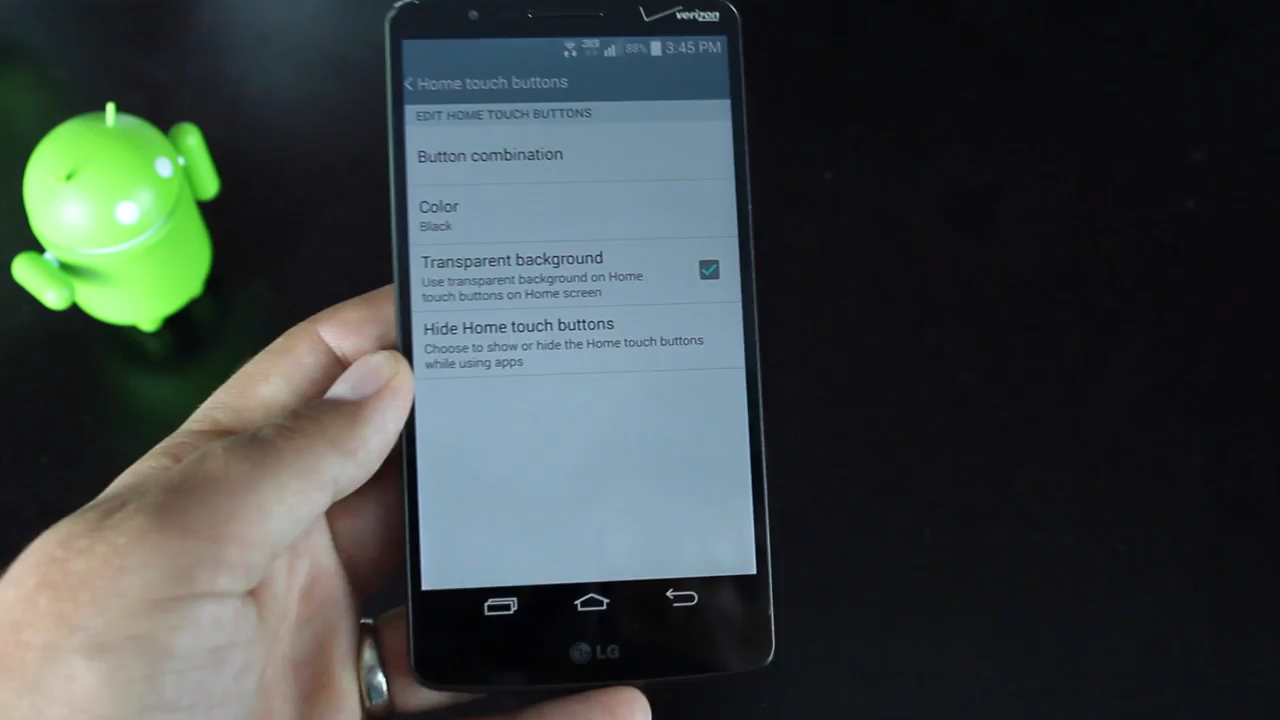 verizon
88% 3:45 PM
Home touch buttons
EDIT HOME TOUCH BUTTONS
Button combination
Color
Black
Transparent background
Use transparent background on Home
touch buttons on Home screen
Hide Home touch buttons
Choose to show or hide the Home touch buttons
while using apps
LG